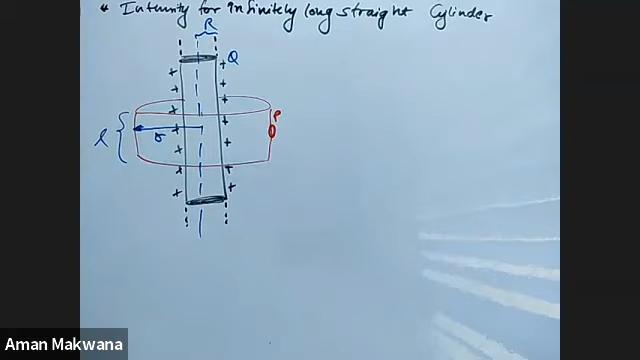 * Intensity for infinitely long straight Cylinder
R
Q
P
l
r
Aman Makwana